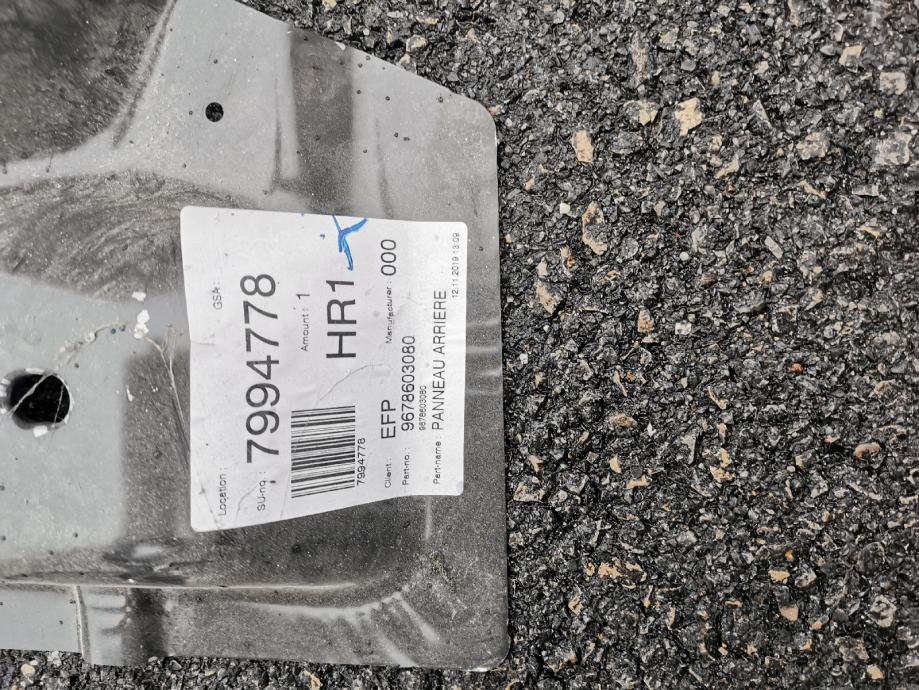 Location : GSA :
SU-no. : 7994778
Amount : 1
7994778 HR1
Client : EFP Manufacturer : 000
Part-no. : 9678603080
9678603080
Part-name : PANNEAU ARRIERE
12.11.2019 13:09